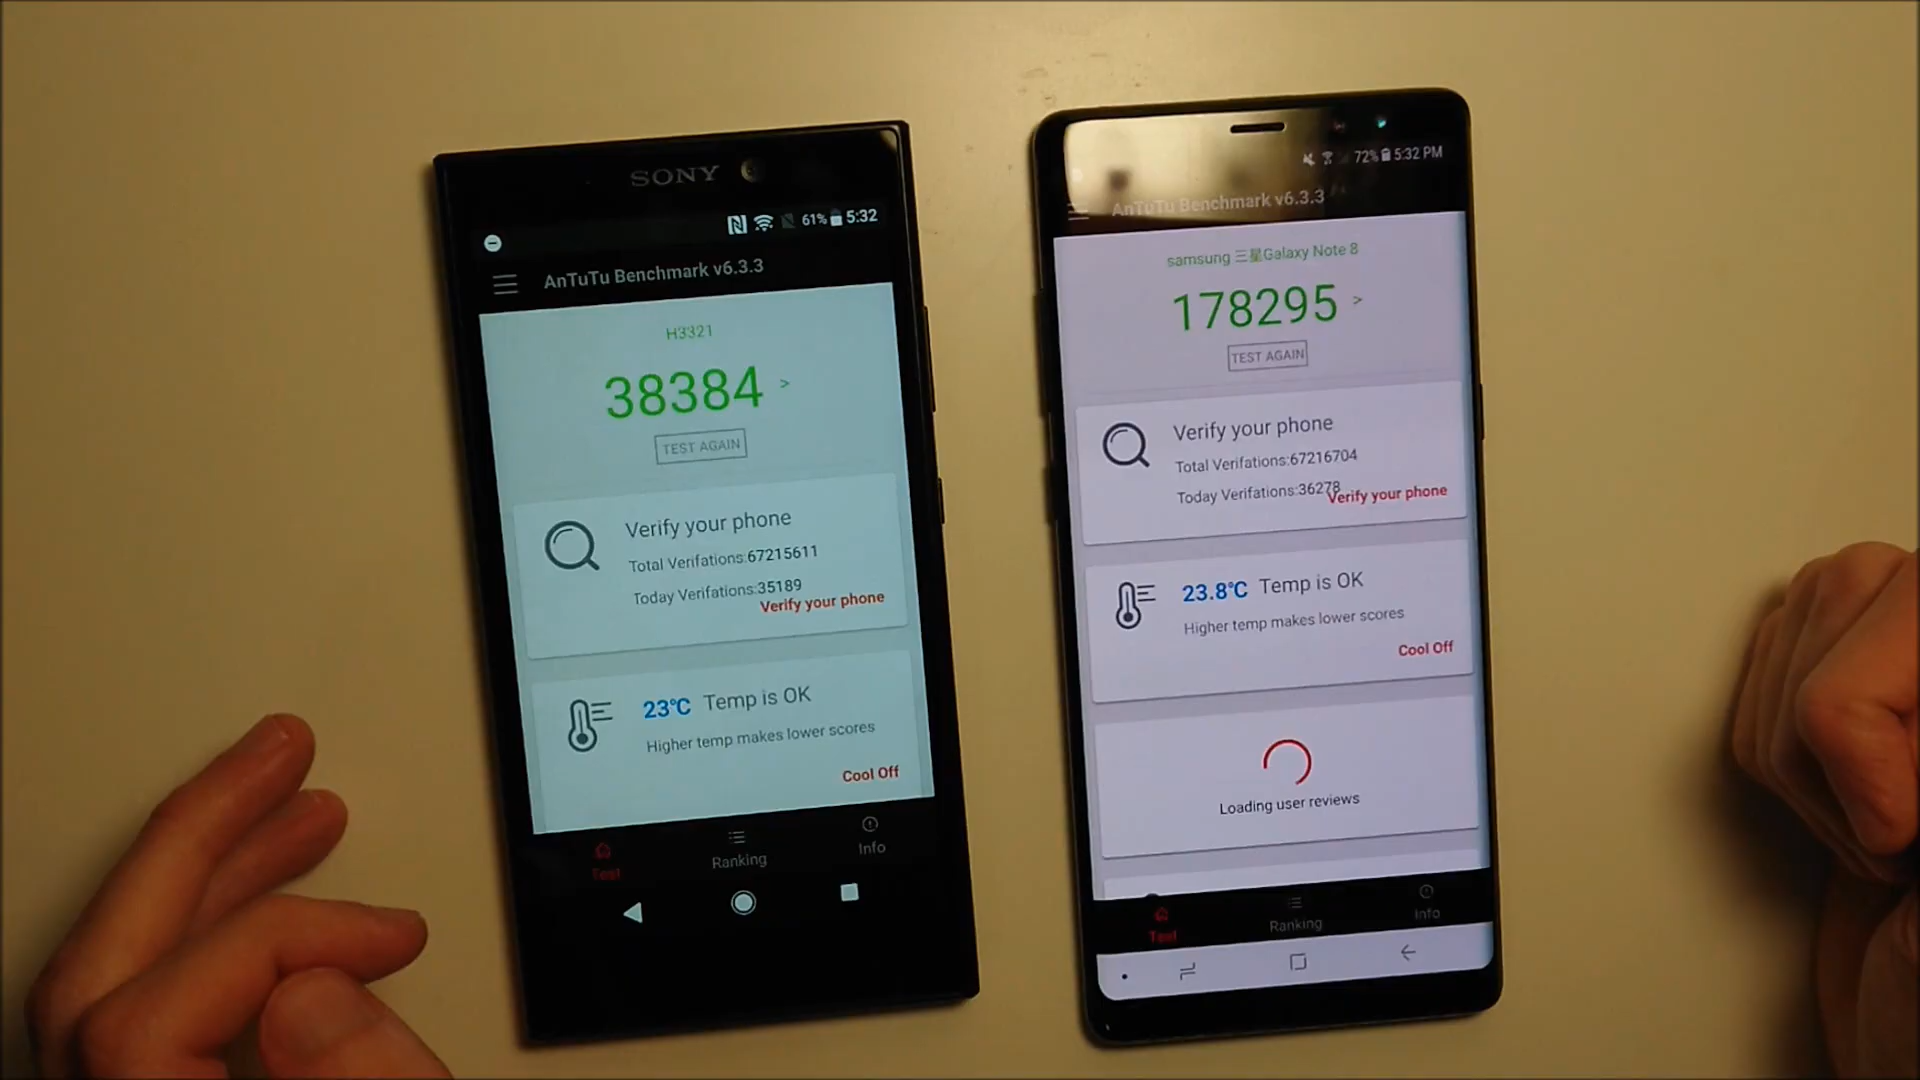 SONY
61% 5:32
AnTuTu Benchmark v6.3.3
H3321
38384 >
TEST AGAIN
Verify your phone
Total Verifations:67215611
Today Verifations:35189
Verify your phone
23°C Temp is OK
Higher temp makes lower scores
Cool Off
Test
Ranking
Info
72% 5:32 PM
AnTuTu Benchmark v6.3.3
samsung 三星Galaxy Note 8
178295 >
TEST AGAIN
Verify your phone
Total Verifations:67216704
Today Verifations:36278
Verify your phone
23.8°C Temp is OK
Higher temp makes lower scores
Cool Off
Loading user reviews
Test
Ranking
Info